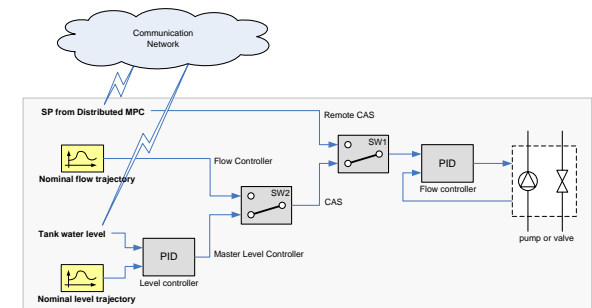 Communication
Network
SP from Distributed MPC
Remote CAS
SW1
Nominal flow trajectory
Flow Controller
PID
Flow controller
SW2
CAS
Tank water level
PID
Master Level Controller
Level controller
pump or valve
Nominal level trajectory